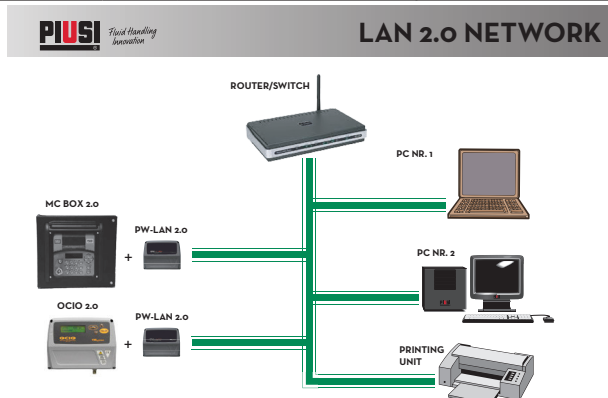 PIUSI
Fluid Handling
Innovation
LAN 2.0 NETWORK
ROUTER/SWITCH
PC NR. 1
MC BOX 2.0
PW-LAN 2.0
+
PC NR. 2
OCIO 2.0
PW-LAN 2.0
+
OCIO
PRINTING
UNIT